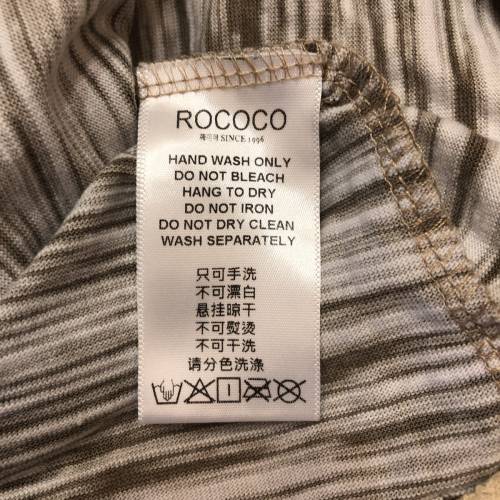 ROCOCO
SINCE 1996
HAND WASH ONLY
DO NOT BLEACH
HANG TO DRY
DO NOT IRON
DO NOT DRY CLEAN
WASH SEPARATELY
只可手洗
不可漂白
悬挂晾干
不可熨烫
不可干洗
请分色洗涤